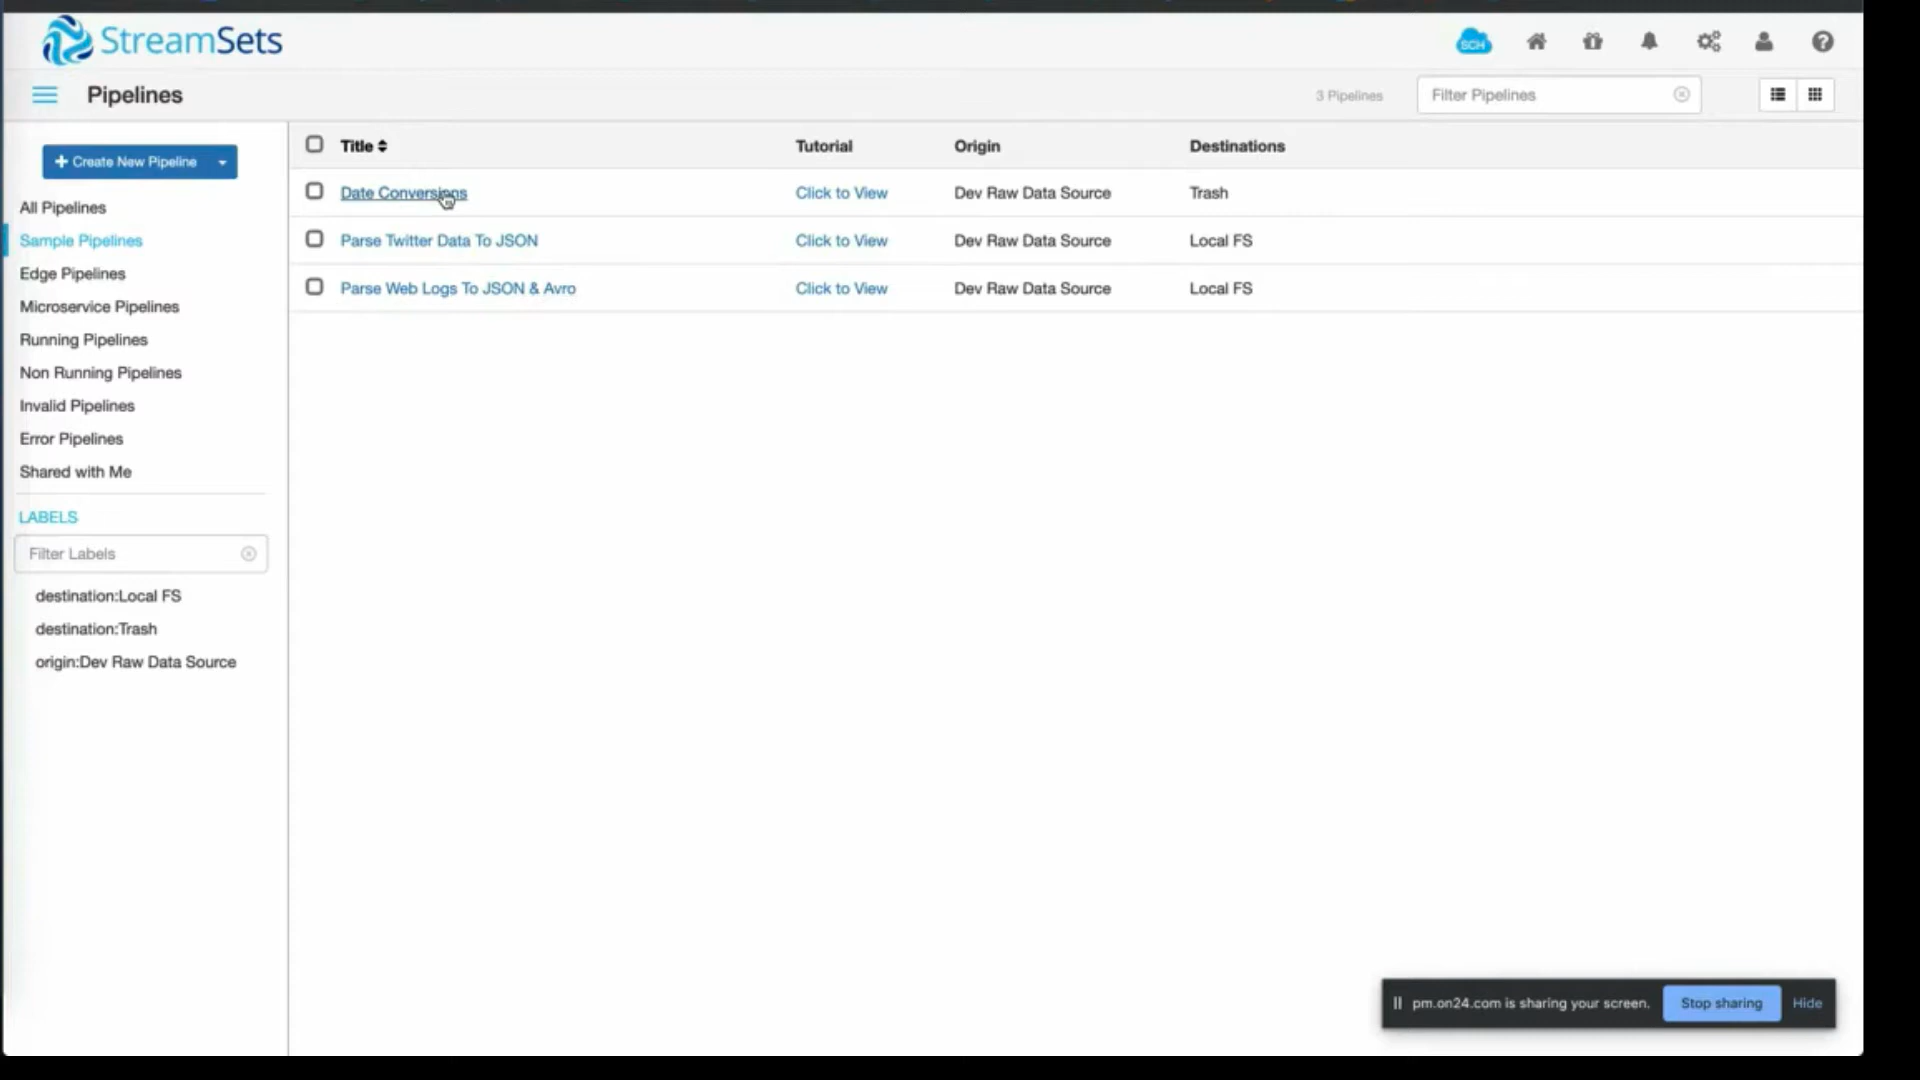 StreamSets
SCH
Pipelines
3 Pipelines
Filter Pipelines
Create New Pipeline
All Pipelines
Sample Pipelines
Edge Pipelines
Microservice Pipelines
Running Pipelines
Non Running Pipelines
Invalid Pipelines
Error Pipelines
Shared with Me
LABELS
Filter Labels
destination:Local FS
destination:Trash
origin:Dev Raw Data Source
Title Tutorial Origin Destinations
Date Conversions Click to View Dev Raw Data Source Trash
Parse Twitter Data To JSON Click to View Dev Raw Data Source Local FS
Parse Web Logs To JSON & Avro Click to View Dev Raw Data Source Local FS
pm.on24.com is sharing your screen. Stop sharing Hide